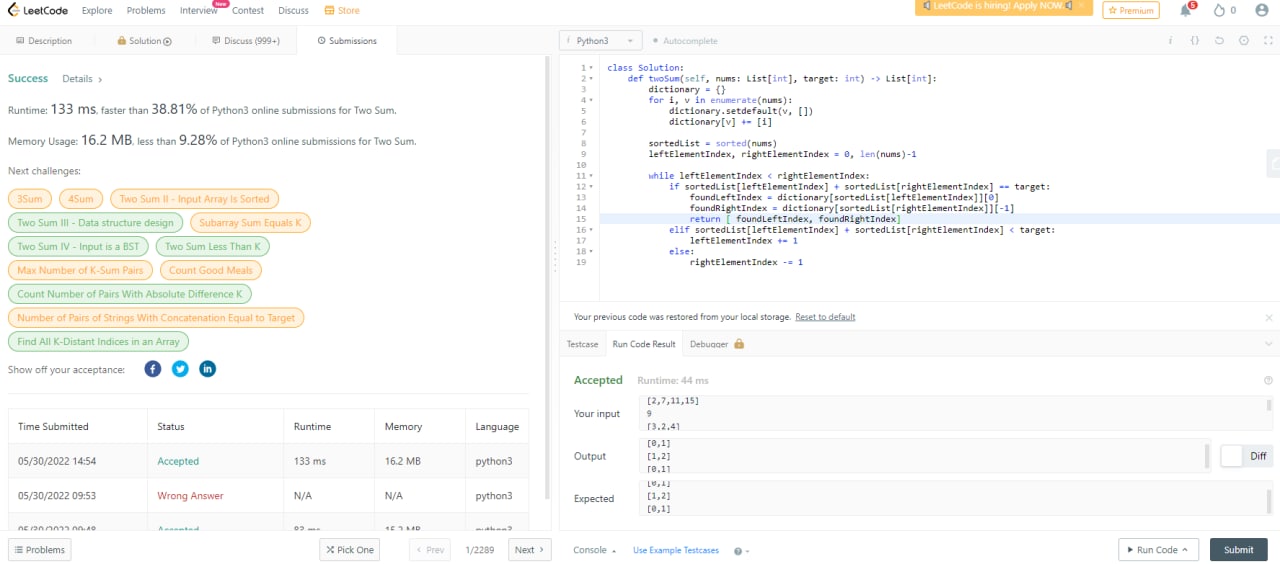 LeetCode Explore Problems Interview New Contest Discuss Store LeetCode is hiring! Apply NOW. Premium 5 0
Description Solution Discuss (999+) Submissions
i Python3 Autocomplete i {}
Success Details ›
Runtime: 133 ms, faster than 38.81% of Python3 online submissions for Two Sum.
Memory Usage: 16.2 MB, less than 9.28% of Python3 online submissions for Two Sum.
Next challenges:
3Sum 4Sum Two Sum II - Input Array Is Sorted
Two Sum III - Data structure design Subarray Sum Equals K
Two Sum IV - Input is a BST Two Sum Less Than K
Max Number of K-Sum Pairs Count Good Meals
Count Number of Pairs With Absolute Difference K
Number of Pairs of Strings With Concatenation Equal to Target
Find All K-Distant Indices in an Array
Show off your acceptance:
Time Submitted Status Runtime Memory Language
05/30/2022 14:54 Accepted 133 ms 16.2 MB python3
05/30/2022 09:53 Wrong Answer N/A N/A python3
05/30/2022 09:48 Accepted 83 ms 15.2 MB python3
Problems Pick One ‹ Prev 1/2289 Next ›
1 class Solution:
2 def twoSum(self, nums: List[int], target: int) -> List[int]:
3 dictionary = {}
4 for i, v in enumerate(nums):
5 dictionary.setdefault(v, [])
6 dictionary[v] += [i]
7
8 sortedList = sorted(nums)
9 leftElementIndex, rightElementIndex = 0, len(nums)-1
10
11 while leftElementIndex < rightElementIndex:
12 if sortedList[leftElementIndex] + sortedList[rightElementIndex] == target:
13 foundLeftIndex = dictionary[sortedList[leftElementIndex]][0]
14 foundRightIndex = dictionary[sortedList[rightElementIndex]][-1]
15 return [ foundLeftIndex, foundRightIndex]
16 elif sortedList[leftElementIndex] + sortedList[rightElementIndex] < target:
17 leftElementIndex += 1
18 else:
19 rightElementIndex -= 1
Your previous code was restored from your local storage. Reset to default
Testcase Run Code Result Debugger
Accepted Runtime: 44 ms
Your input
[2,7,11,15]
9
[3,2,4]
Output
[0,1]
[1,2]
[0,1]
Diff
Expected
[0,1]
[1,2]
[0,1]
Console Use Example Testcases Run Code Submit